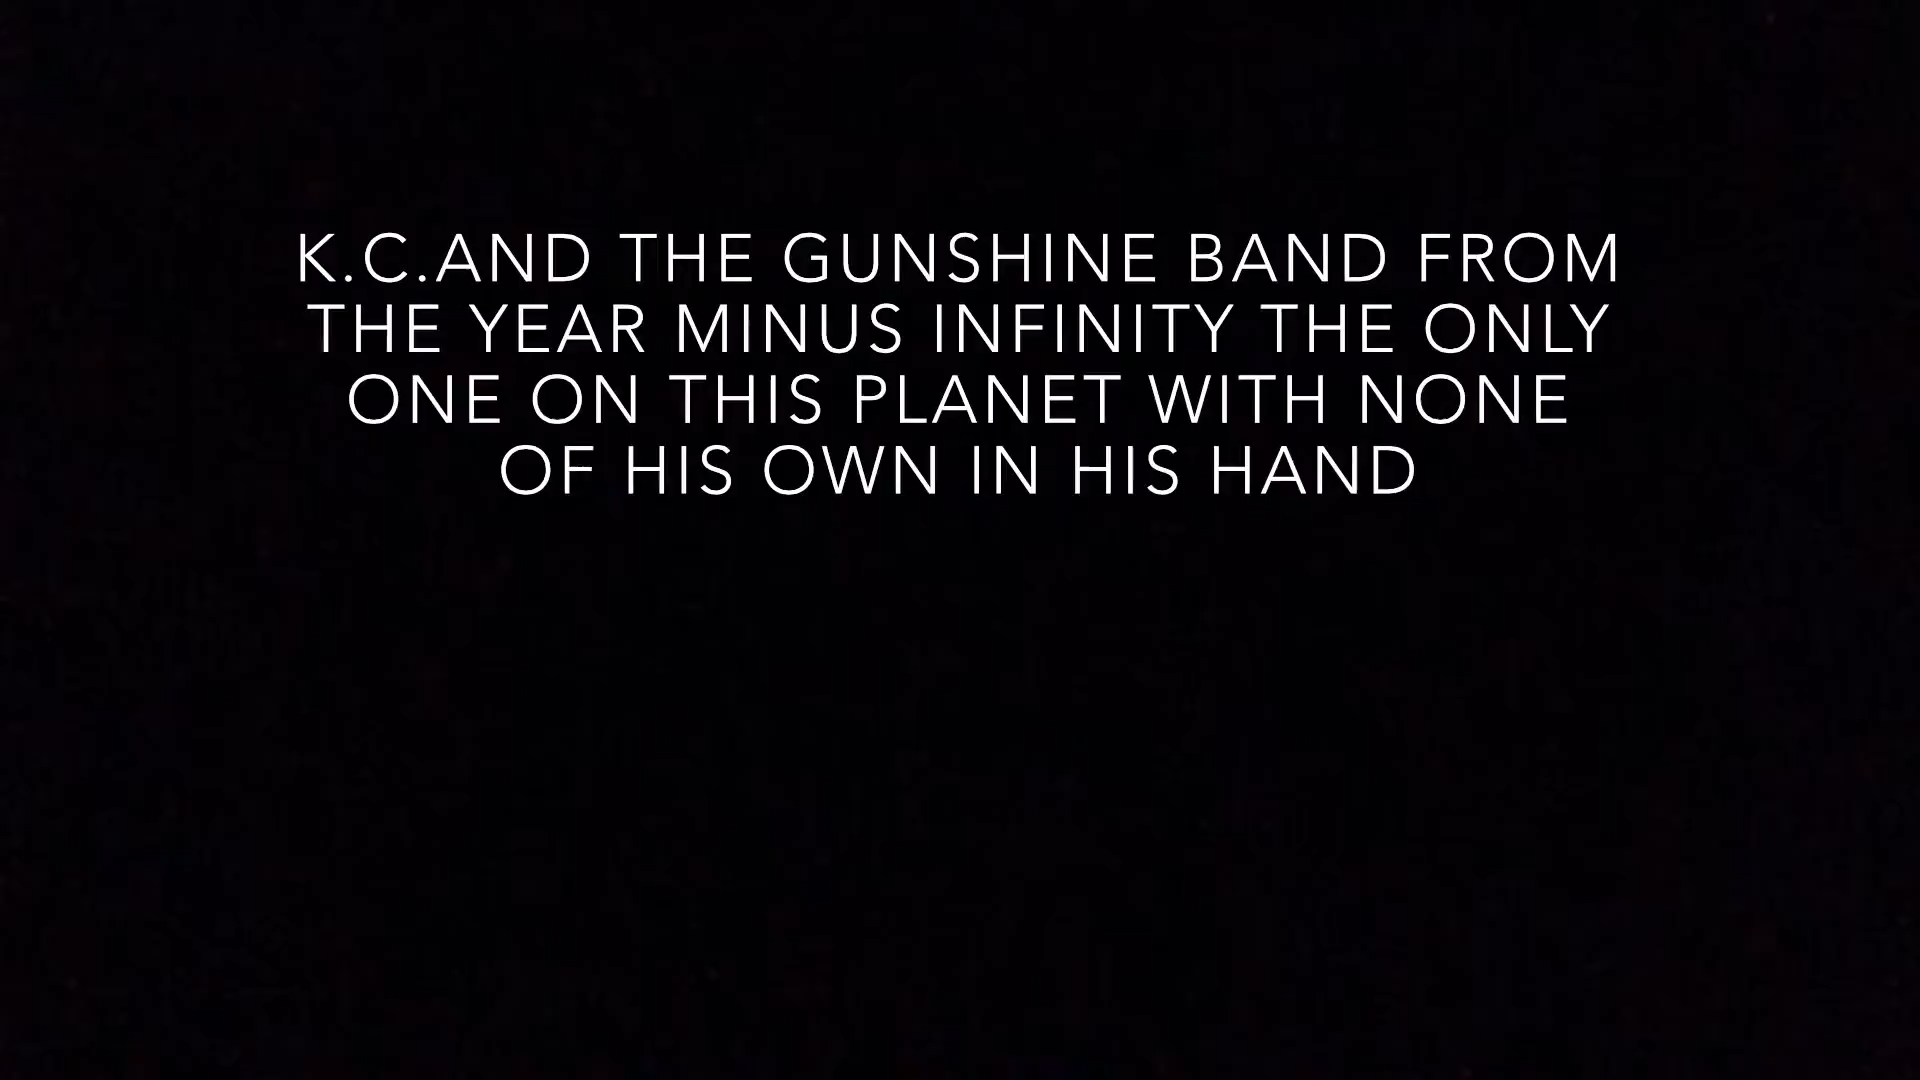 K.C.AND THE GUNSHINE BAND FROM
THE YEAR MINUS INFINITY THE ONLY
ONE ON THIS PLANET WITH NONE
OF HIS OWN IN HIS HAND